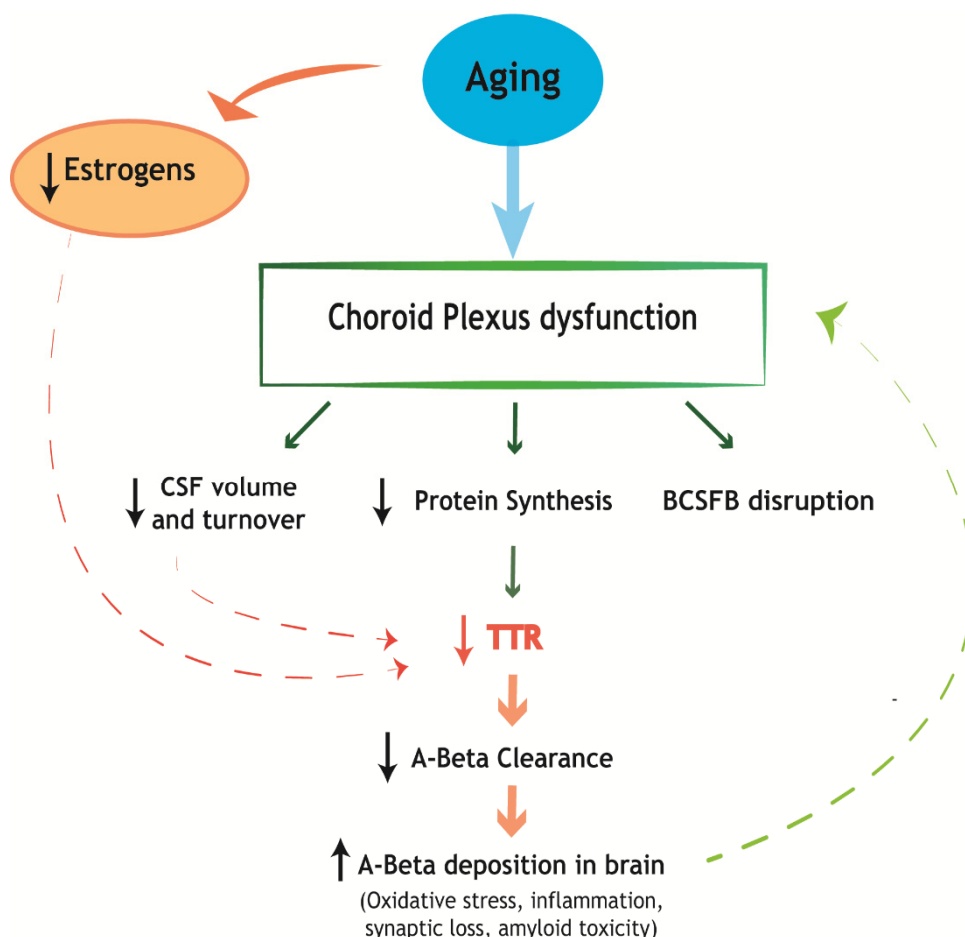 Aging
↓ Estrogens
Choroid Plexus dysfunction
↓ CSF volume
and turnover
↓ Protein Synthesis
BCSFB disruption
↓ TTR
↓ A-Beta Clearance
↑ A-Beta deposition in brain
(Oxidative stress, inflammation,
synaptic loss, amyloid toxicity)